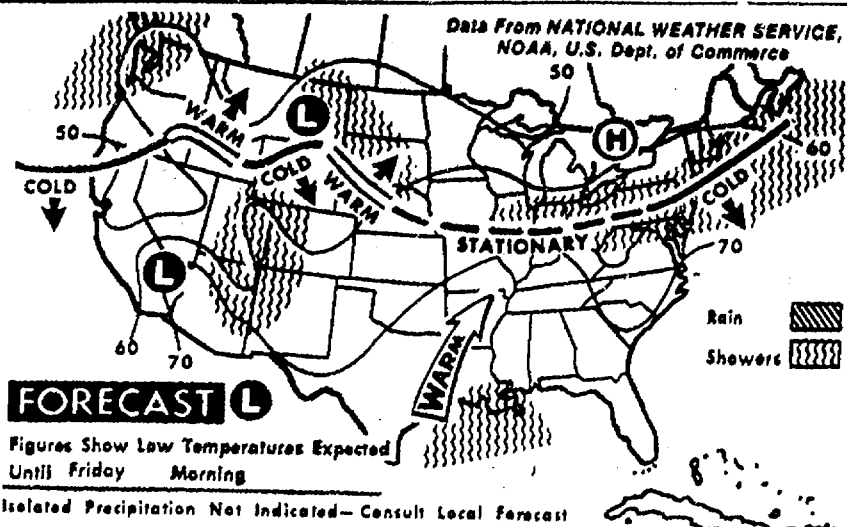 Data From NATIONAL WEATHER SERVICE,
NOAA, U.S. Dept. of Commerce
50
WARM
L
H
50
60
COLD
COLD
WARM
COLD
STATIONARY
70
L
Rain
60
70
Showers
WARM
FORECAST L
Figures Show Low Temperatures Expected
Until Friday Morning
Isolated Precipitation Not Indicated— Consult Local Forecast